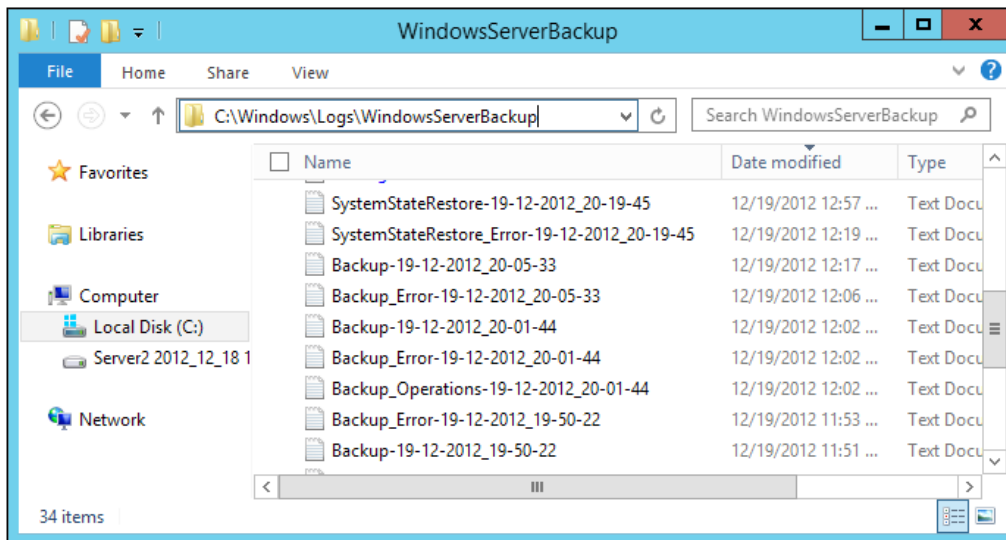 WindowsServerBackup
File Home Share View
C:\Windows\Logs\WindowsServerBackup Search WindowsServerBackup
Name Date modified Type
Favorites
Libraries
Computer
Local Disk (C:)
Server2 2012_12_18 1
Network
SystemStateRestore-19-12-2012_20-19-45 12/19/2012 12:57 ... Text Docu
SystemStateRestore_Error-19-12-2012_20-19-45 12/19/2012 12:19 ... Text Docu
Backup-19-12-2012_20-05-33 12/19/2012 12:17 ... Text Docu
Backup_Error-19-12-2012_20-05-33 12/19/2012 12:06 ... Text Docu
Backup-19-12-2012_20-01-44 12/19/2012 12:02 ... Text Docu
Backup_Error-19-12-2012_20-01-44 12/19/2012 12:02 ... Text Docu
Backup_Operations-19-12-2012_20-01-44 12/19/2012 12:02 ... Text Docu
Backup_Error-19-12-2012_19-50-22 12/19/2012 11:53 ... Text Docu
Backup-19-12-2012_19-50-22 12/19/2012 11:51 ... Text Docu
34 items